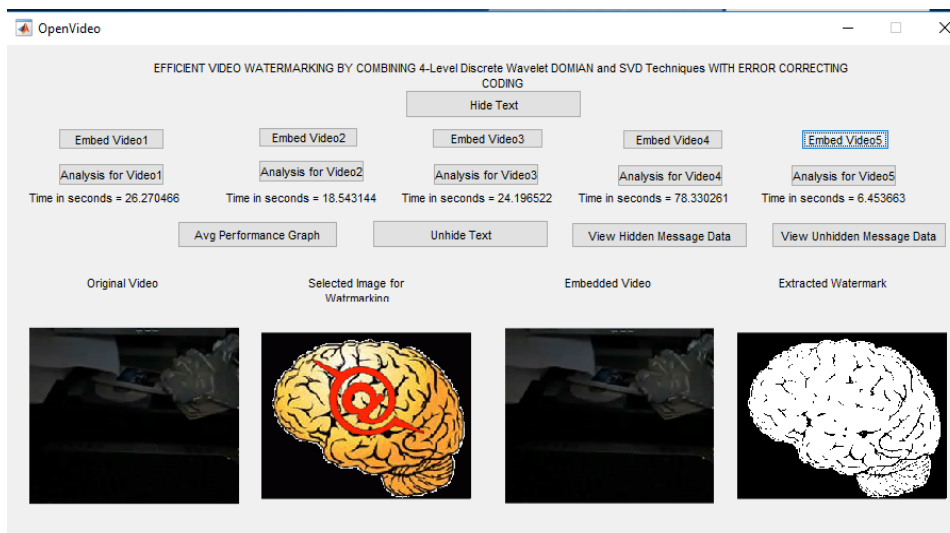 OpenVideo
EFFICIENT VIDEO WATERMARKING BY COMBINING 4-Level Discrete Wavelet DOMIAN and SVD Techniques WITH ERROR CORRECTING
CODING
Hide Text
Embed Video1 Embed Video2 Embed Video3 Embed Video4 Embed Video5
Analysis for Video1 Analysis for Video2 Analysis for Video3 Analysis for Video4 Analysis for Video5
Time in seconds = 26.270466 Time in seconds = 18.543144 Time in seconds = 24.196522 Time in seconds = 78.330261 Time in seconds = 6.453663
Avg Performance Graph Unhide Text View Hidden Message Data View Unhidden Message Data
Original Video Selected Image for Embedded Video Extracted Watermark
Watrmarking